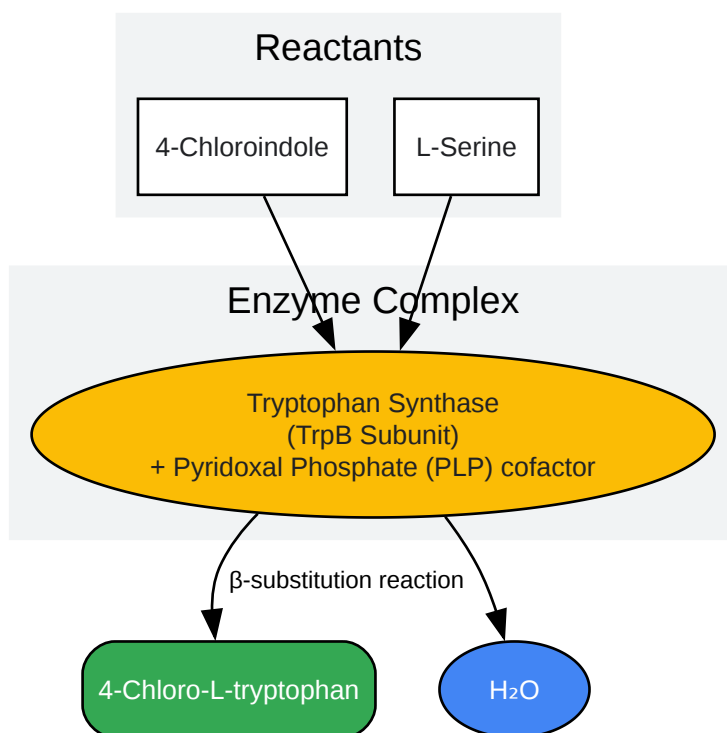 Reactants
4-Chloroindole
L-Serine
Enzyme Complex
Tryptophan Synthase
(TrpB Subunit)
+ Pyridoxal Phosphate (PLP) cofactor
β-substitution reaction
4-Chloro-L-tryptophan
H₂O